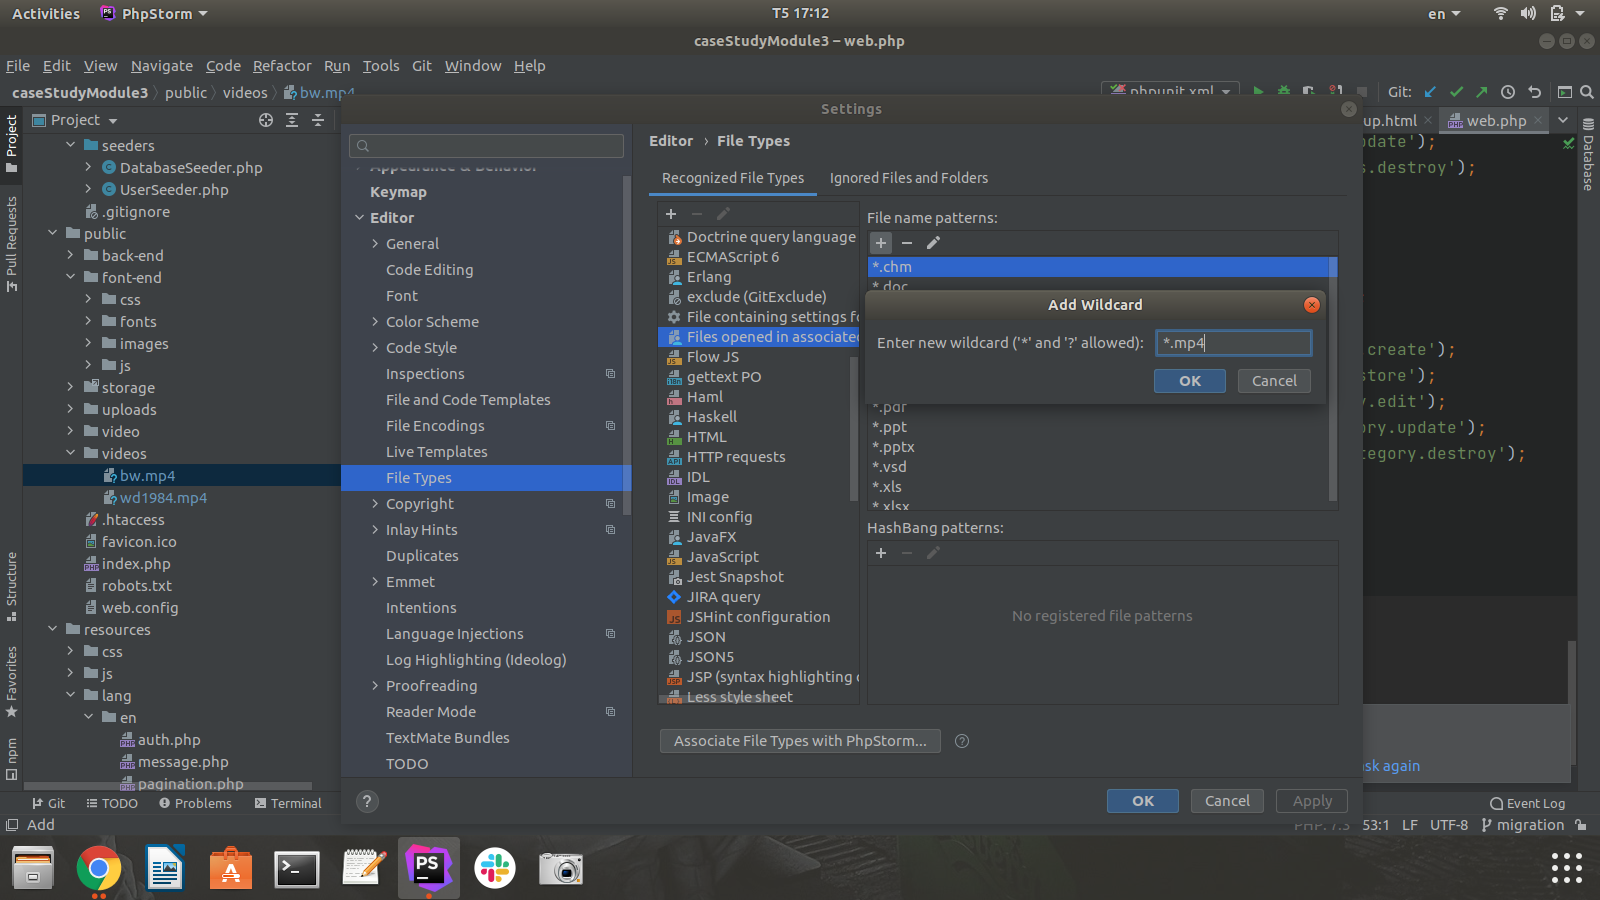 Activities
PhpStorm
T5 17:12
en
caseStudyModule3 – web.php
File Edit View Navigate Code Refactor Run Tools Git Window Help
caseStudyModule3 public videos bw.mp4
phpunit.xml
Git:
Project
Project
Pull Requests
Structure
Favorites
npm
seeders
DatabaseSeeder.php
UserSeeder.php
.gitignore
public
back-end
font-end
css
fonts
images
js
storage
uploads
video
videos
bw.mp4
wd1984.mp4
.htaccess
favicon.ico
index.php
robots.txt
web.config
resources
css
js
lang
en
auth.php
message.php
pagination.php
Settings
Appearance & Behavior
Keymap
Editor
General
Code Editing
Font
Color Scheme
Code Style
Inspections
File and Code Templates
File Encodings
Live Templates
File Types
Copyright
Inlay Hints
Duplicates
Emmet
Intentions
Language Injections
Log Highlighting (Ideolog)
Proofreading
Reader Mode
TextMate Bundles
TODO
Editor › File Types
Recognized File Types
Ignored Files and Folders
Doctrine query language
ECMAScript 6
Erlang
exclude (GitExclude)
File containing settings fo
Files opened in associated
Flow JS
gettext PO
Haml
Haskell
HTML
HTTP requests
IDL
Image
INI config
JavaFX
JavaScript
Jest Snapshot
JIRA query
JSHint configuration
JSON
JSON5
JSP (syntax highlighting o
Less style sheet
File name patterns:
*.chm
*.doc
Add Wildcard
Enter new wildcard ('*' and '?' allowed):
*.mp4
OK
Cancel
*.pdf
*.ppt
*.pptx
*.vsd
*.xls
*.xlsx
HashBang patterns:
No registered file patterns
Associate File Types with PhpStorm...
?
?
OK
Cancel
Apply
up.html
web.php
Database
date');
s.destroy');
create');
store');
y.edit');
ory.update');
tegory.destroy');
sk again
Git
TODO
Problems
Terminal
Event Log
Add
PHP: 7.3
53:1
LF
UTF-8
migration
PS